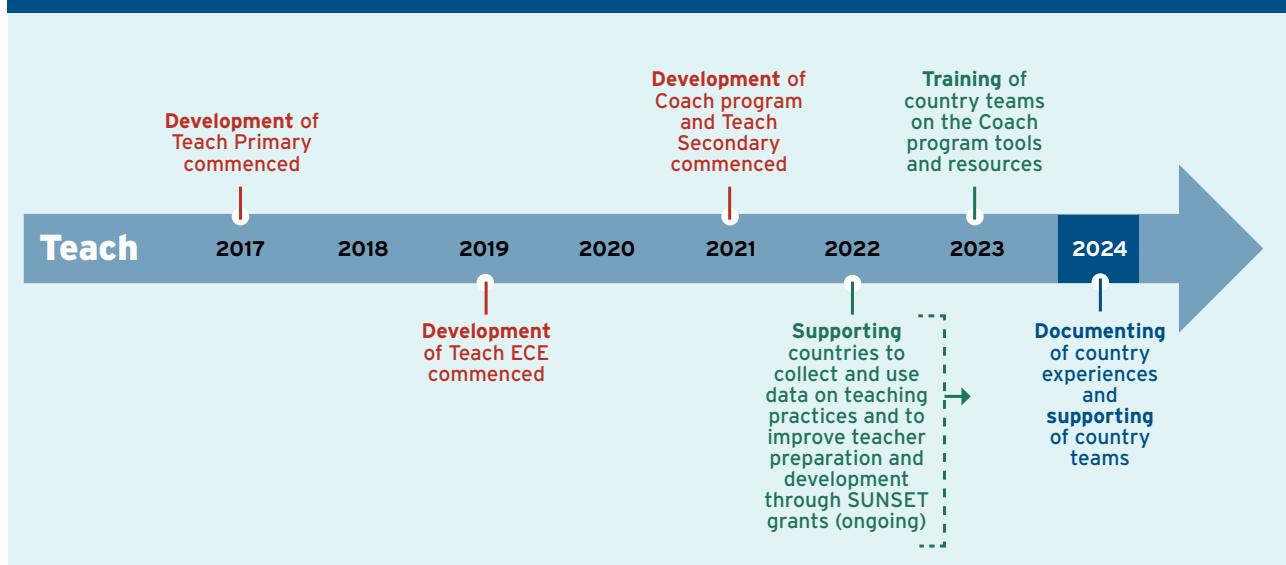 Development of
Teach Primary
commenced
Development of
Coach program
and Teach
Secondary
commenced
Training of
country teams
on the Coach
program tools
and resources
Teach 2017 2018 2019 2020 2021 2022 2023 2024
Development
of Teach ECE
commenced
Supporting
countries to
collect and use
data on teaching
practices and to
improve teacher
preparation and
development
through SUNSET
grants (ongoing)
Documenting
of country
experiences
and
supporting
of country
teams